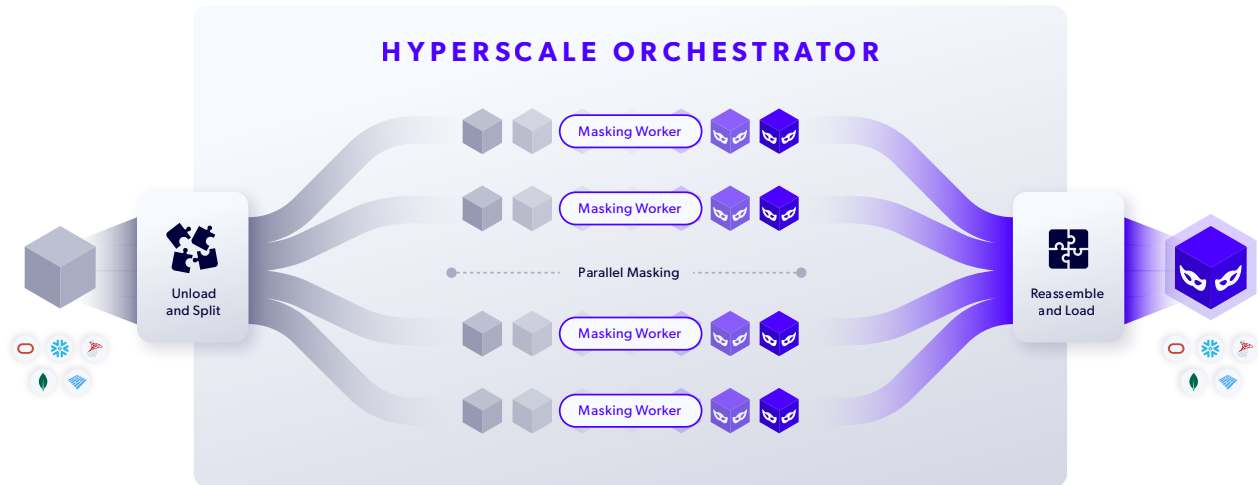 HYPERSCALE ORCHESTRATOR
Masking Worker
Masking Worker
Unload
and Split
Parallel Masking
Reassemble
and Load
Masking Worker
Masking Worker